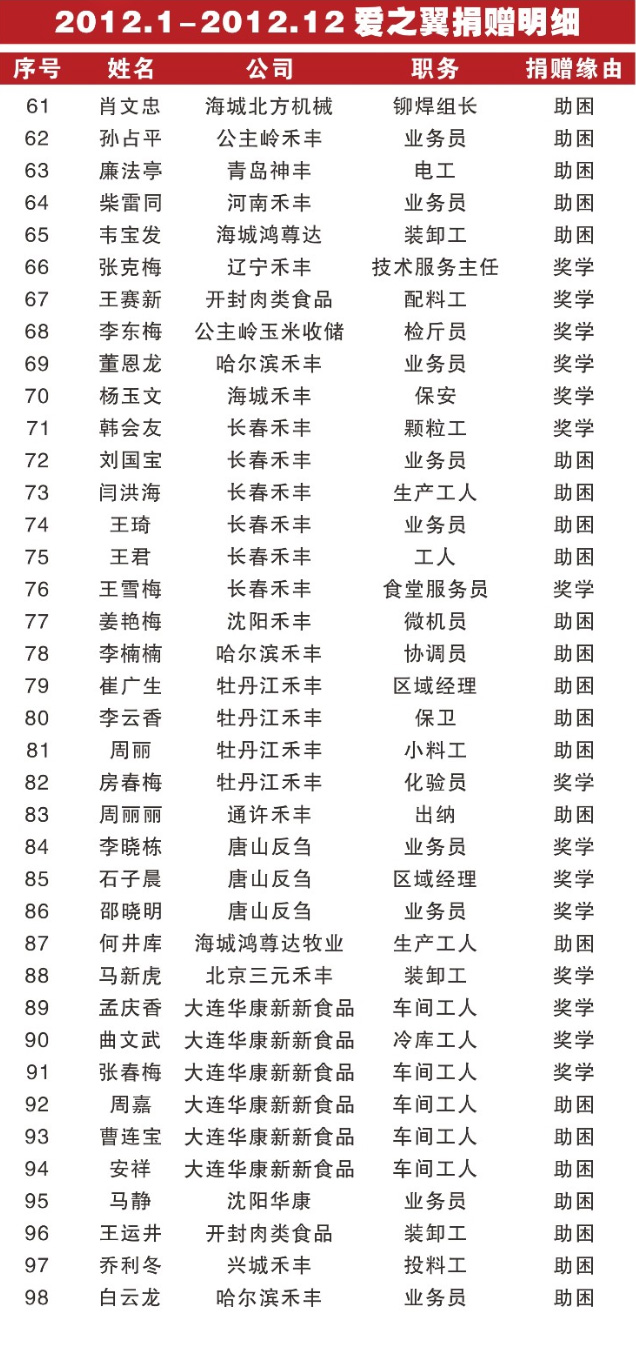 2012.1-2012.12 爱之翼捐赠明细
序号 姓名 公司 职务 捐赠缘由
61 肖文忠 海城北方机械 铆焊组长 助困
62 孙占平 公主岭禾丰 业务员 助困
63 廉法亭 青岛神丰 电工 助困
64 柴雷同 河南禾丰 业务员 助困
65 韦宝发 海城鸿尊达 装卸工 助困
66 张克梅 辽宁禾丰 技术服务主任 奖学
67 王赛新 开封肉类食品 配料工 奖学
68 李东梅 公主岭玉米收储 检斤员 奖学
69 董恩龙 哈尔滨禾丰 业务员 奖学
70 杨玉文 海城禾丰 保安 奖学
71 韩会友 长春禾丰 颗粒工 奖学
72 刘国宝 长春禾丰 业务员 助困
73 闫洪海 长春禾丰 生产工人 助困
74 王琦 长春禾丰 业务员 助困
75 王君 长春禾丰 工人 助困
76 王雪梅 长春禾丰 食堂服务员 奖学
77 姜艳梅 沈阳禾丰 微机员 助困
78 李楠楠 哈尔滨禾丰 协调员 助困
79 崔广生 牡丹江禾丰 区域经理 助困
80 李云香 牡丹江禾丰 保卫 助困
81 周丽 牡丹江禾丰 小料工 助困
82 房春梅 牡丹江禾丰 化验员 奖学
83 周丽丽 通许禾丰 出纳 助困
84 李晓栋 唐山反刍 业务员 奖学
85 石子晨 唐山反刍 区域经理 奖学
86 邵晓明 唐山反刍 业务员 奖学
87 何井库 海城鸿尊达牧业 生产工人 助困
88 马新虎 北京三元禾丰 装卸工 奖学
89 孟庆香 大连华康新新食品 车间工人 奖学
90 曲文武 大连华康新新食品 冷库工人 奖学
91 张春梅 大连华康新新食品 车间工人 奖学
92 周嘉 大连华康新新食品 车间工人 助困
93 曹连宝 大连华康新新食品 车间工人 助困
94 安祥 大连华康新新食品 车间工人 助困
95 马静 沈阳华康 业务员 助困
96 王运井 开封肉类食品 装卸工 助困
97 乔利冬 兴城禾丰 投料工 助困
98 白云龙 哈尔滨禾丰 业务员 助困